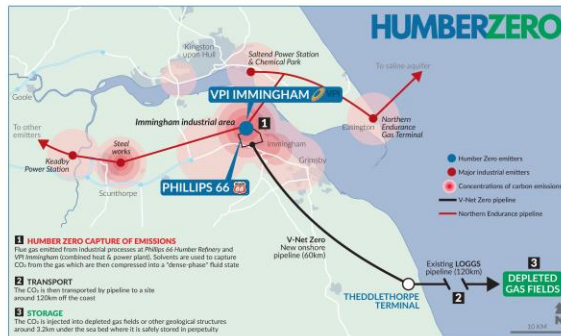 HUMBERZERO
Kingston
upon Hull
Saltend Power Station
& Chemical Park
To saline aquifer
Goole
VPI IMMINGHAM VPI
Immingham industrial area
1
Easington
Northern
Endurance
Gas Terminal
To other
emitters
Steel
works
Immingham
Grimsby
Keadby
Power Station
Scunthorpe
PHILLIPS 66
Humber Zero emitters
Major industrial emitters
Concentrations of carbon emissions
V-Net Zero pipeline
Northern Endurance pipeline
1 HUMBER ZERO CAPTURE OF EMISSIONS
Flue gas emitted from industrial processes at Phillips 66 Humber Refinery and
VPI Immingham (combined heat & power plant). Solvents are used to capture
CO₂ from the gas which are then compressed into a "dense-phase" fluid state
V-Net Zero
New onshore
pipeline (60km)
2 TRANSPORT
The CO₂ is then transported by pipeline to a site
around 120km off the coast
Existing LOGGS
pipeline (120km)
3
DEPLETED
GAS FIELDS
2
THEDDLETHORPE
TERMINAL
3 STORAGE
The CO₂ is injected into depleted gas fields or other geological structures
around 3.2km under the sea bed where it is safely stored in perpetuity
N
10 KM